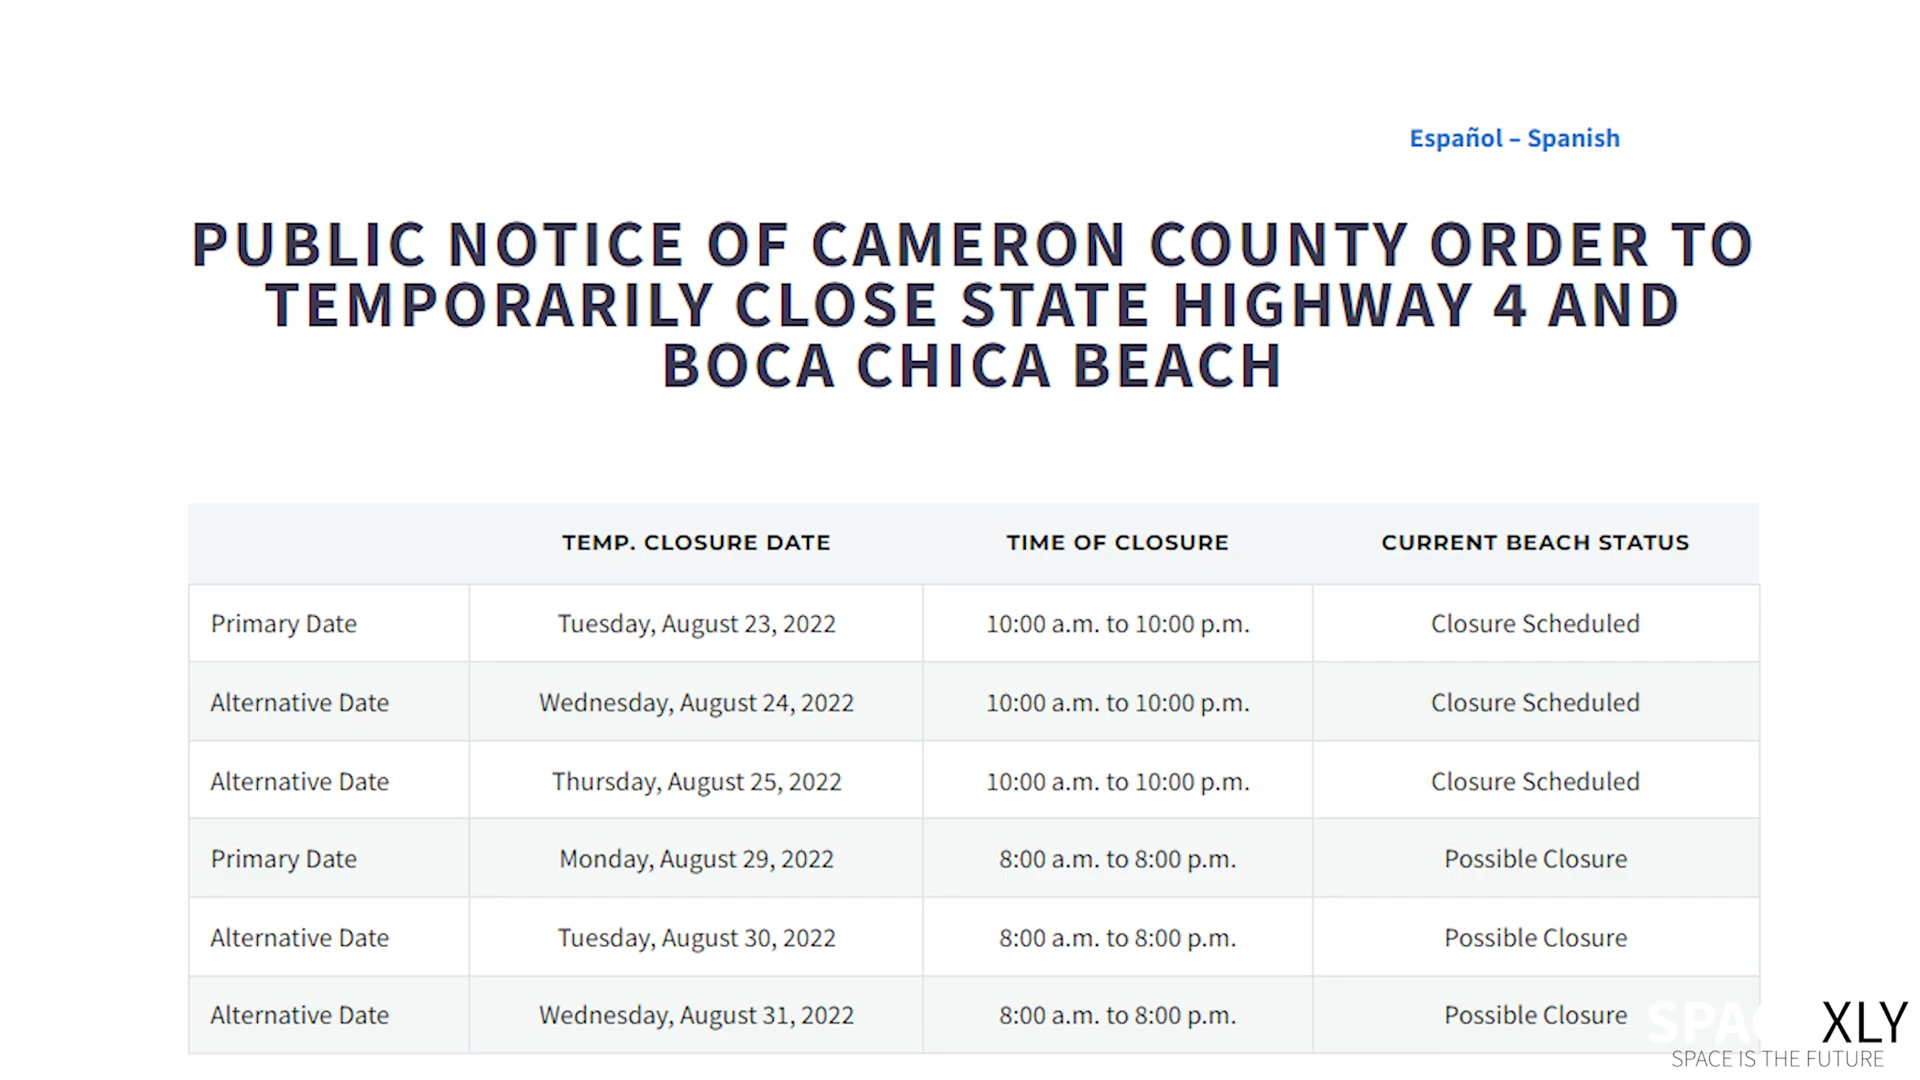 Español – Spanish
PUBLIC NOTICE OF CAMERON COUNTY ORDER TO
TEMPORARILY CLOSE STATE HIGHWAY 4 AND
BOCA CHICA BEACH
TEMP. CLOSURE DATE TIME OF CLOSURE CURRENT BEACH STATUS
Primary Date Tuesday, August 23, 2022 10:00 a.m. to 10:00 p.m. Closure Scheduled
Alternative Date Wednesday, August 24, 2022 10:00 a.m. to 10:00 p.m. Closure Scheduled
Alternative Date Thursday, August 25, 2022 10:00 a.m. to 10:00 p.m. Closure Scheduled
Primary Date Monday, August 29, 2022 8:00 a.m. to 8:00 p.m. Possible Closure
Alternative Date Tuesday, August 30, 2022 8:00 a.m. to 8:00 p.m. Possible Closure
Alternative Date Wednesday, August 31, 2022 8:00 a.m. to 8:00 p.m. Possible Closure
XLY
SPACE IS THE FUTURE